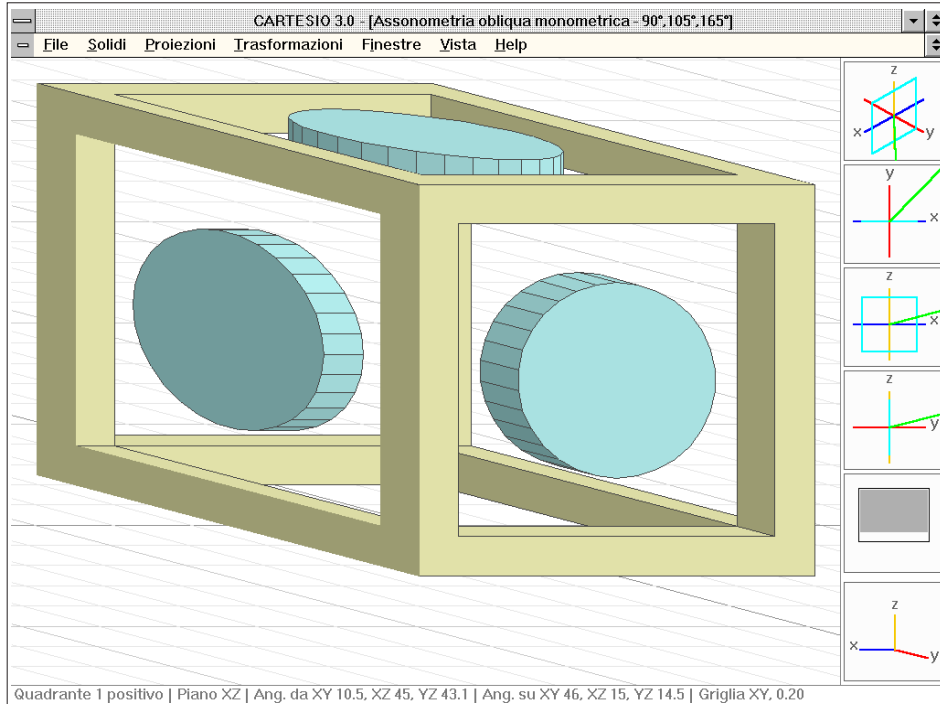 CARTESIO 3.0 - [Assonometria obliqua monometrica - 90°,105°,165°]
File Solidi Proiezioni Trasformazioni Finestre Vista Help
z
x y
y
x
z
x
z
y
z
x y
Quadrante 1 positivo | Piano XZ | Ang. da XY 10.5, XZ 45, YZ 43.1 | Ang. su XY 46, XZ 15, YZ 14.5 | Griglia XY, 0.20